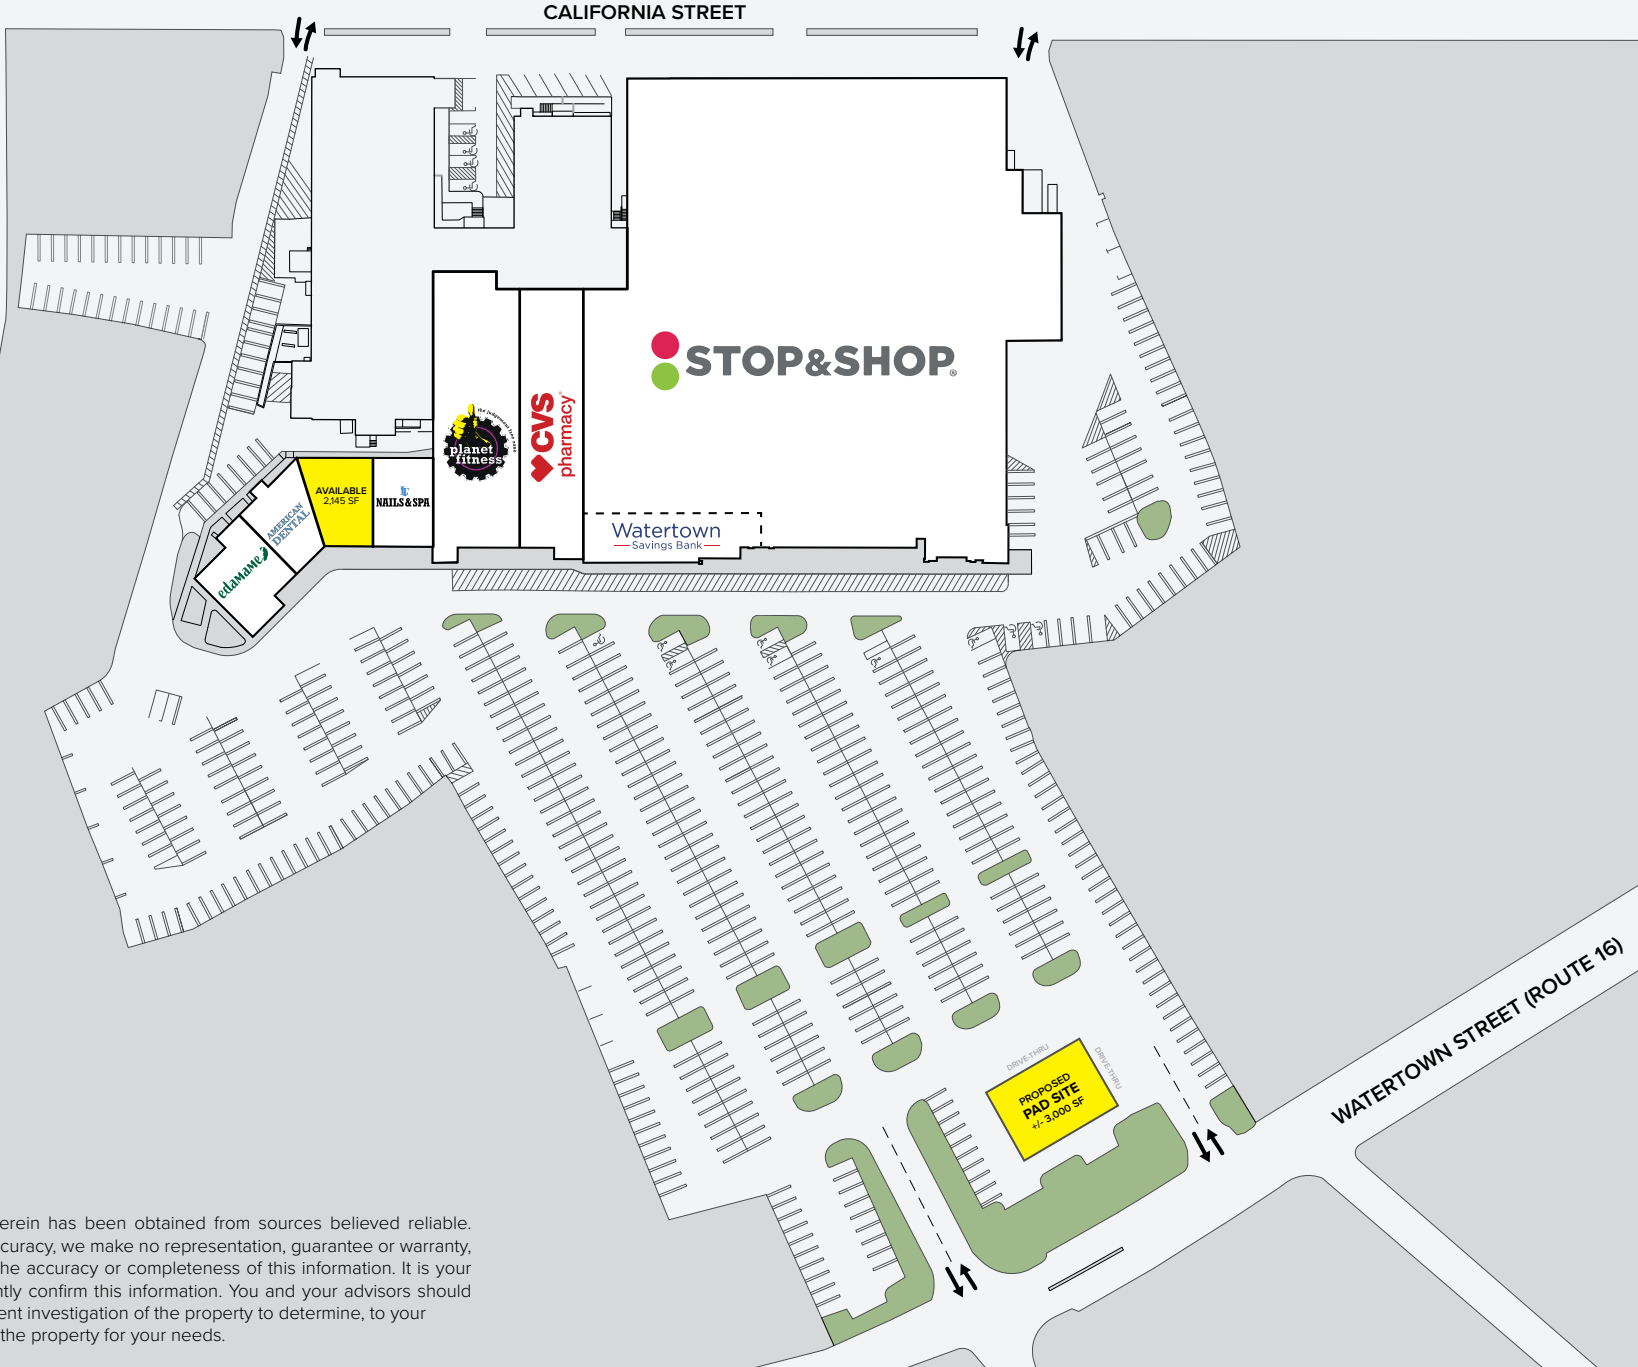 CALIFORNIA STREET
STOP&SHOP®
the judgement free zone
planet
fitness
CVS
pharmacy
AVAILABLE
2,145 SF
NAILS & SPA
AMERICAN
DENTAL
edamame
Watertown
Savings Bank
DRIVE-THRU
DRIVE-THRU
PROPOSED
PAD SITE
+/- 3,000 SF
WATERTOWN STREET (ROUTE 16)
erein has been obtained from sources believed reliable.
curacy, we make no representation, guarantee or warranty,
he accuracy or completeness of this information. It is your
ntly confirm this information. You and your advisors should
ent investigation of the property to determine, to your
the property for your needs.